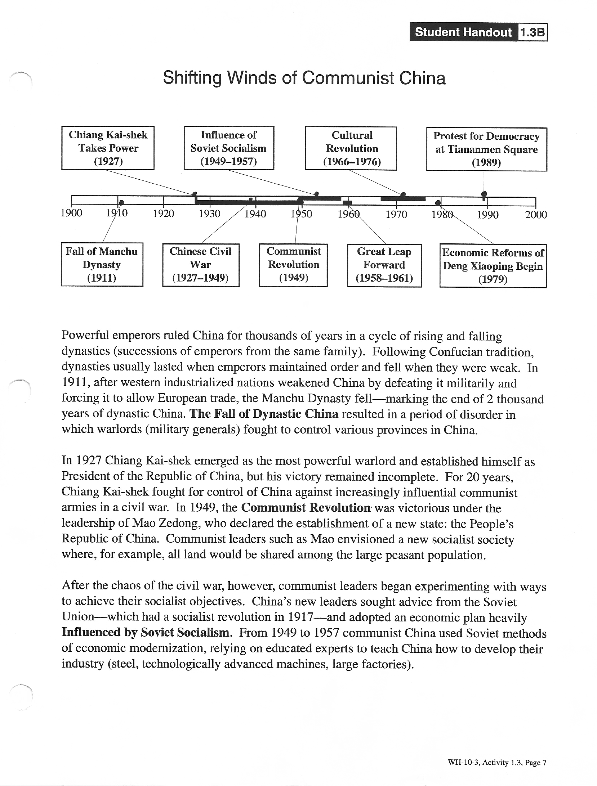 Student Handout 1.3B
Shifting Winds of Communist China
Chiang Kai-shek
Takes Power
(1927)
Influence of
Soviet Socialism
(1949–1957)
Cultural
Revolution
(1966–1976)
Protest for Democracy
at Tiananmen Square
(1989)
1900 1910 1920 1930 1940 1950 1960 1970 1980 1990 2000
Fall of Manchu
Dynasty
(1911)
Chinese Civil
War
(1927–1949)
Communist
Revolution
(1949)
Great Leap
Forward
(1958–1961)
Economic Reforms of
Deng Xiaoping Begin
(1979)
Powerful emperors ruled China for thousands of years in a cycle of rising and falling
dynasties (successions of emperors from the same family). Following Confucian tradition,
dynasties usually lasted when emperors maintained order and fell when they were weak. In
1911, after western industrialized nations weakened China by defeating it militarily and
forcing it to allow European trade, the Manchu Dynasty fell—marking the end of 2 thousand
years of dynastic China. The Fall of Dynastic China resulted in a period of disorder in
which warlords (military generals) fought to control various provinces in China.
In 1927 Chiang Kai-shek emerged as the most powerful warlord and established himself as
President of the Republic of China, but his victory remained incomplete. For 20 years,
Chiang Kai-shek fought for control of China against increasingly influential communist
armies in a civil war. In 1949, the Communist Revolution was victorious under the
leadership of Mao Zedong, who declared the establishment of a new state: the People's
Republic of China. Communist leaders such as Mao envisioned a new socialist society
where, for example, all land would be shared among the large peasant population.
After the chaos of the civil war, however, communist leaders began experimenting with ways
to achieve their socialist objectives. China's new leaders sought advice from the Soviet
Union—which had a socialist revolution in 1917—and adopted an economic plan heavily
Influenced by Soviet Socialism. From 1949 to 1957 communist China used Soviet methods
of economic modernization, relying on educated experts to teach China how to develop their
industry (steel, technologically advanced machines, large factories).
WH-10-3, Activity 1.3, Page 7